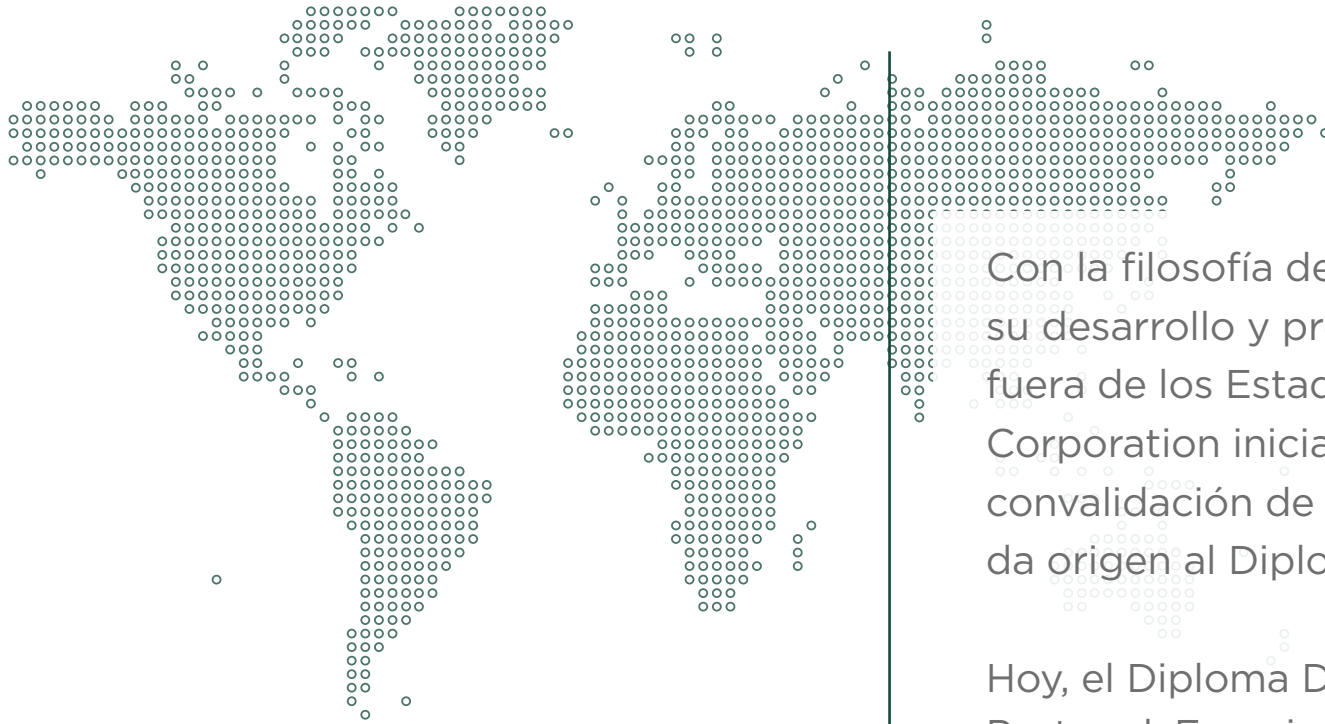 Con la filosofía de
su desarrollo y pr
fuera de los Estad
Corporation inicia
convalidación de
da origen al Diplo
Hoy, el Diploma D